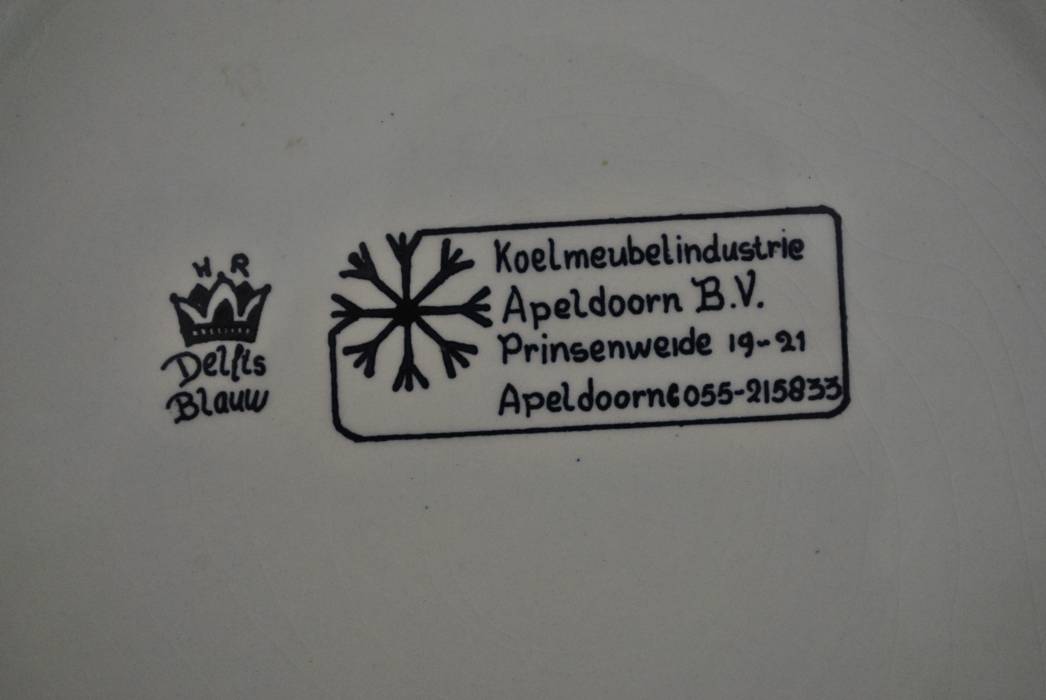 H R
Delfts
Blauw
Koelmeubelindustrie
Apeldoorn B.V.
Prinsenweide 19-21
Apeldoorn 055-215833